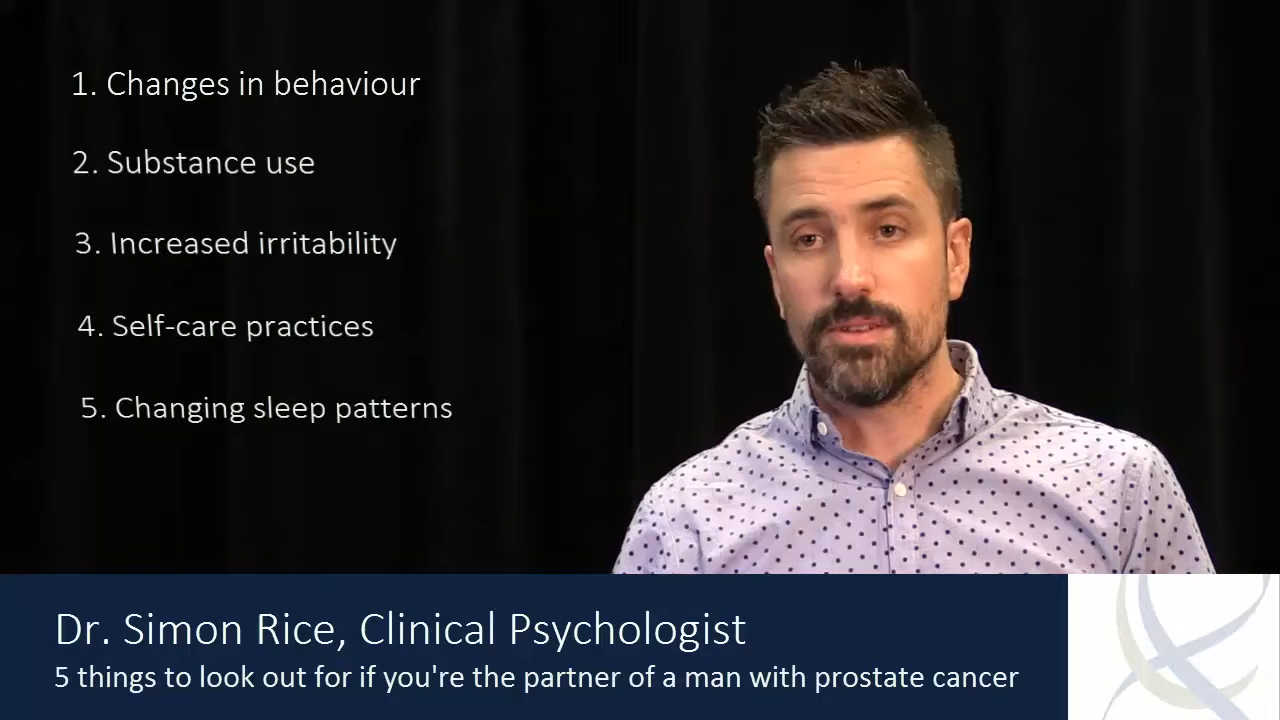 1. Changes in behaviour
2. Substance use
3. Increased irritability
4. Self-care practices
5. Changing sleep patterns
Dr. Simon Rice, Clinical Psychologist
5 things to look out for if you're the partner of a man with prostate cancer